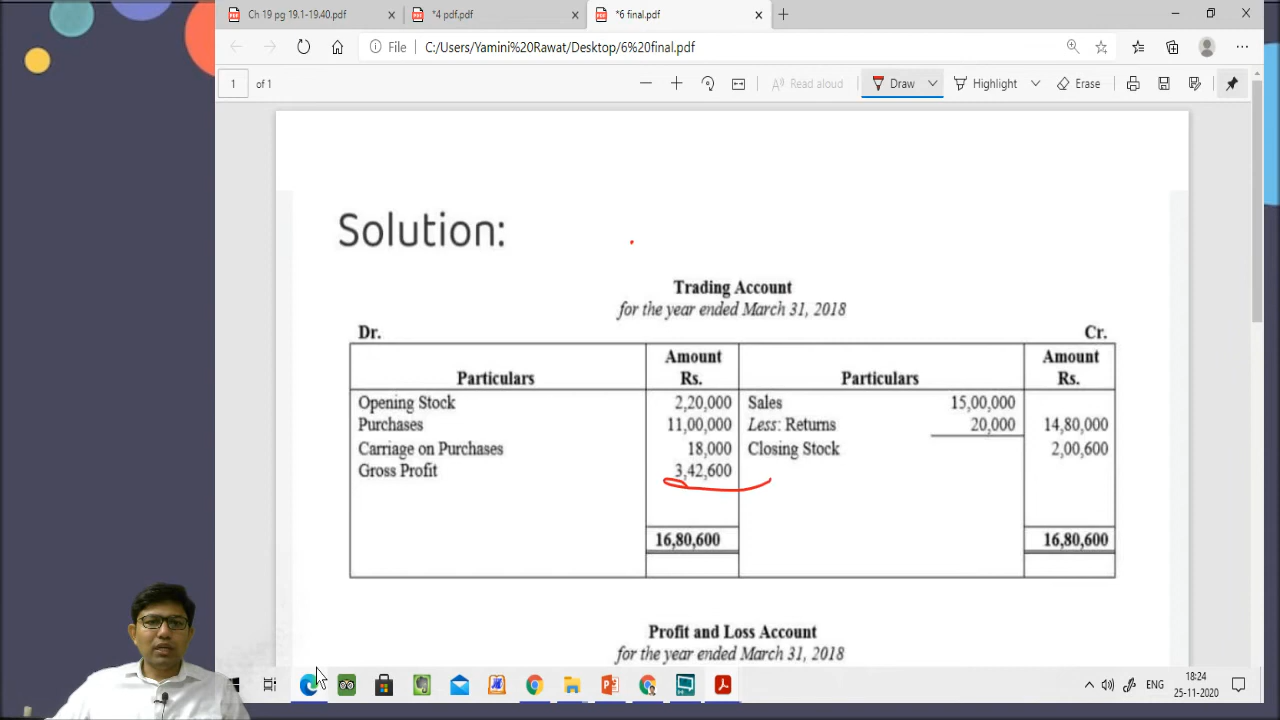 Ch 19 pg 19.1-19.40.pdf
*4 pdf.pdf
*6 final.pdf
File C:/Users/Yamini%20Rawat/Desktop/6%20final.pdf
1 of 1 Read aloud Draw Highlight Erase
Solution:
Trading Account
for the year ended March 31, 2018
Dr. Cr.
Particulars Amount Rs. Particulars Amount Rs.
Opening Stock 2,20,000 Sales 15,00,000
Purchases 11,00,000 Less: Returns 20,000 14,80,000
Carriage on Purchases 18,000 Closing Stock 2,00,600
Gross Profit 3,42,600
16,80,600 16,80,600
Profit and Loss Account
for the year ended March 31, 2018
ENG 18:24
25-11-2020